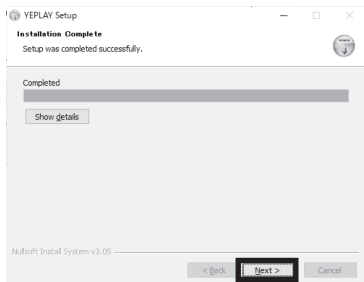 YEPLAY Setup
Installation Complete
Setup was completed successfully.
Completed
Show details
Nullsoft Install System v3.05
< Back
Next >
Cancel